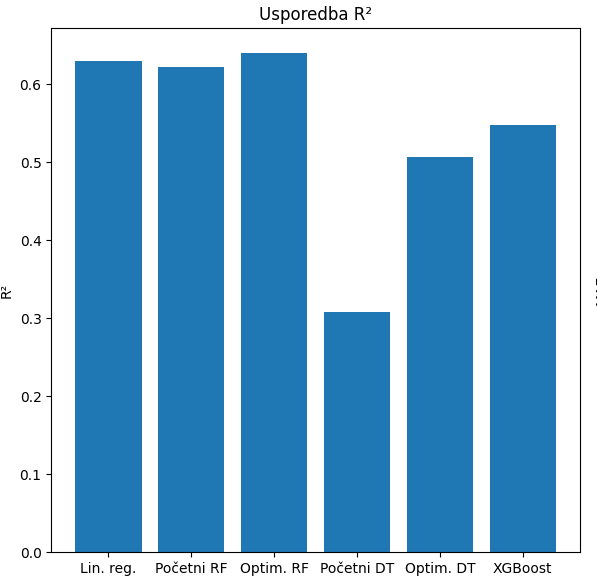 Usporedba R²
R²
0.6
0.5
0.4
0.3
0.2
0.1
0.0
Lin. reg. Početni RF Optim. RF Početni DT Optim. DT XGBoost